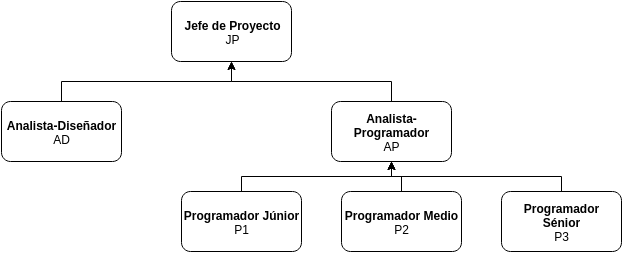 Jefe de Proyecto
JP
Analista-Diseñador
AD
Analista-
Programador
AP
Programador Júnior
P1
Programador Medio
P2
Programador
Sénior
P3